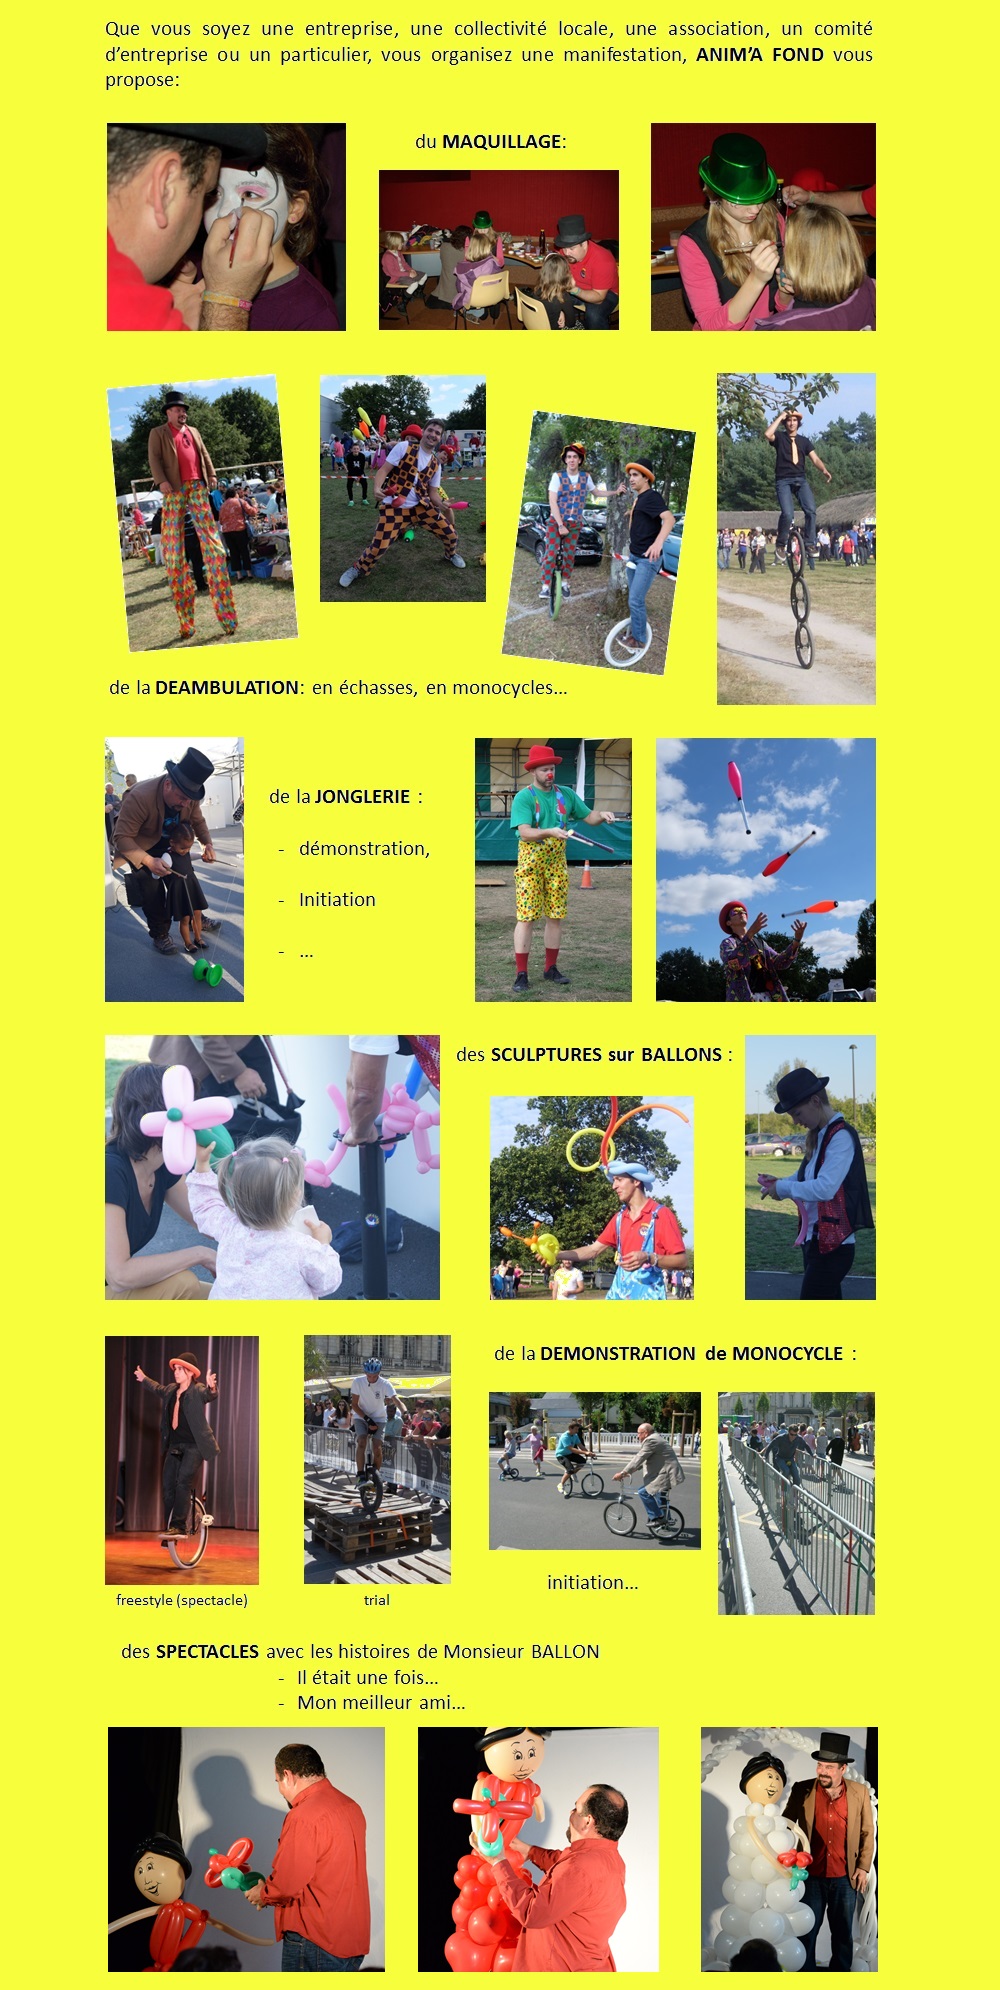 Que vous soyez une entreprise, une collectivité locale, une association, un comité
d’entreprise ou un particulier, vous organisez une manifestation, ANIM’A FOND vous
propose:
du MAQUILLAGE:
de la DEAMBULATION: en échasses, en monocycles...
de la JONGLERIE :
- démonstration,
- Initiation
- ...
des SCULPTURES sur BALLONS :
de la DEMONSTRATION de MONOCYCLE :
initiation...
freestyle (spectacle)
trial
des SPECTACLES avec les histoires de Monsieur BALLON
- Il était une fois...
- Mon meilleur ami...